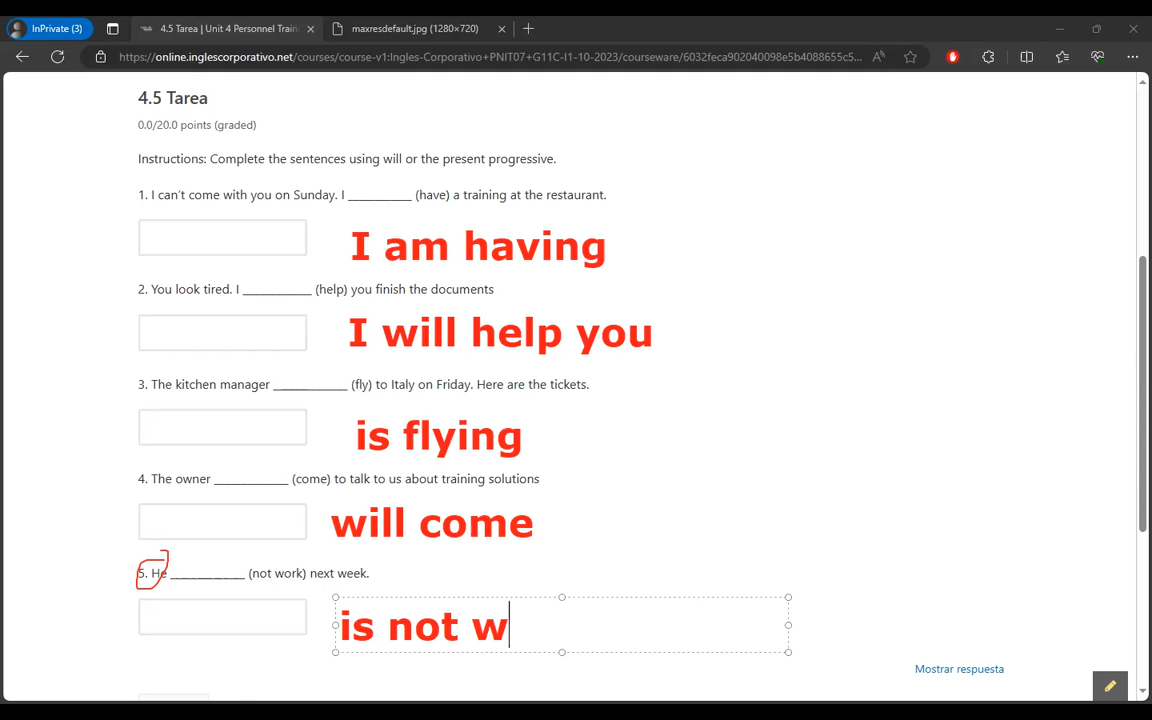 InPrivate (3)
4.5 Tarea | Unit 4 Personnel Train
maxresdefault.jpg (1280×720)
https://online.inglescorporativo.net/courses/course-v1:Ingles-Corporativo+PNIT07+G11C-I1-10-2023/courseware/6032feca902040098e5b4088655c5...
4.5 Tarea
0.0/20.0 points (graded)
Instructions: Complete the sentences using will or the present progressive.
1. I can't come with you on Sunday. I ___________ (have) a training at the restaurant.
I am having
2. You look tired. I ____________ (help) you finish the documents
I will help you
3. The kitchen manager _____________ (fly) to Italy on Friday. Here are the tickets.
is flying
4. The owner _____________ (come) to talk to us about training solutions
will come
5. He _____________ (not work) next week.
is not w
Mostrar respuesta